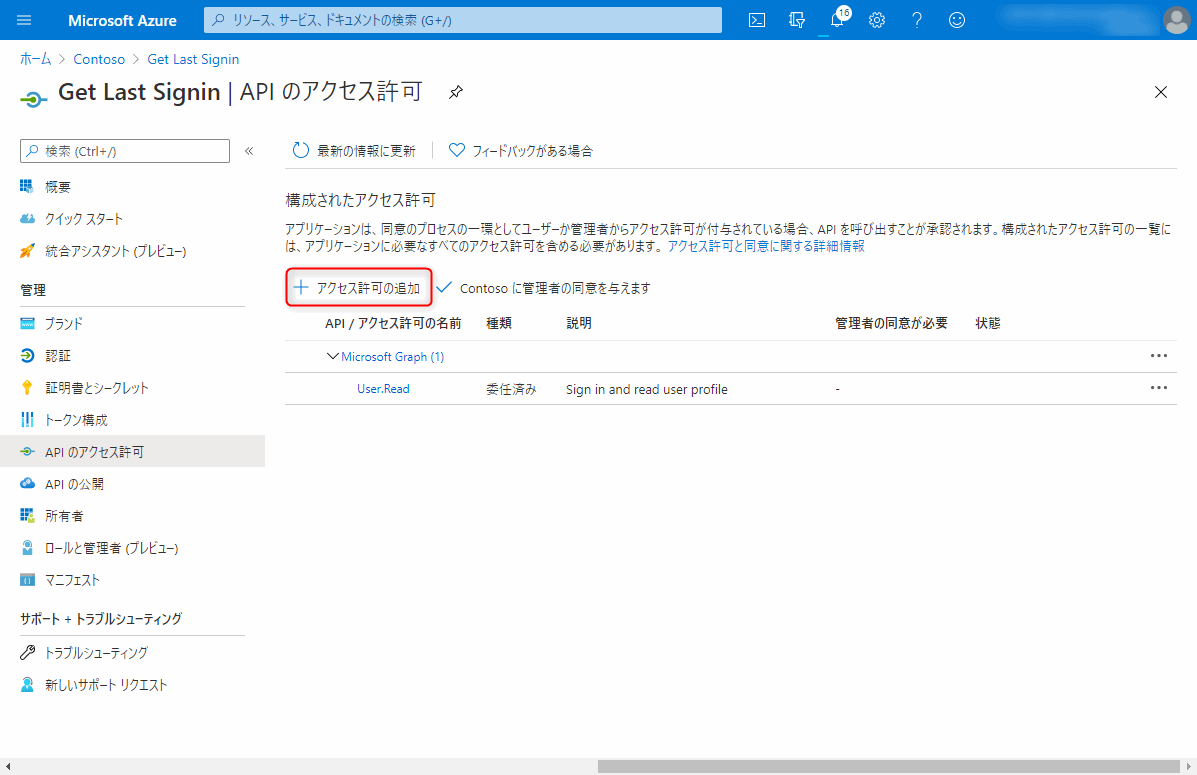 Microsoft Azure
リソース、サービス、ドキュメントの検索 (G+/)
16
ホーム > Contoso > Get Last Signin
Get Last Signin | API のアクセス許可
検索 (Ctrl+/)
«
最新の情報に更新
フィードバックがある場合
概要
クイック スタート
統合アシスタント (プレビュー)
管理
ブランド
認証
証明書とシークレット
トークン構成
API のアクセス許可
API の公開
所有者
ロールと管理者 (プレビュー)
マニフェスト
サポート + トラブルシューティング
トラブルシューティング
新しいサポート リクエスト
構成されたアクセス許可
アプリケーションは、同意のプロセスの一環としてユーザーか管理者からアクセス許可が付与されている場合、API を呼び出すことが承認されます。構成されたアクセス許可の一覧に
は、アプリケーションに必要なすべてのアクセス許可を含める必要があります。 アクセス許可と同意に関する詳細情報
アクセス許可の追加
Contoso に管理者の同意を与えます
API / アクセス許可の名前 種類 説明 管理者の同意が必要 状態
Microsoft Graph (1)
User.Read 委任済み Sign in and read user profile -